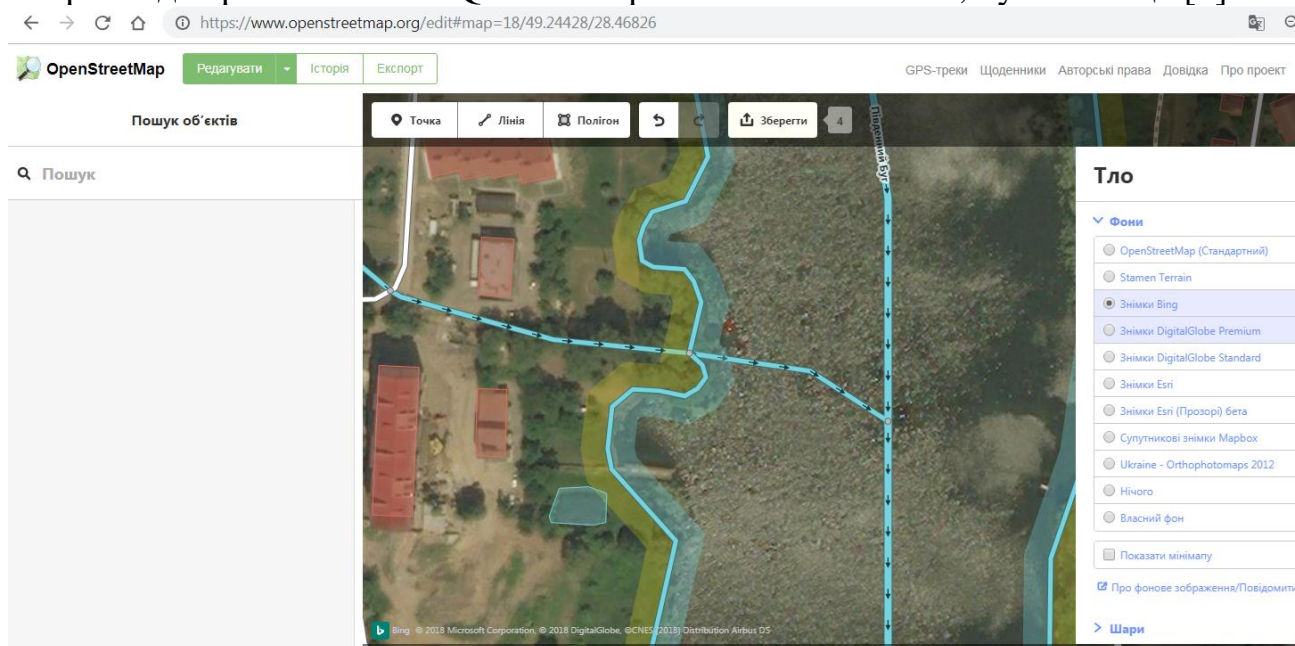 https://www.openstreetmap.org/edit#map=18/49.24428/28.46826
OpenStreetMap Редагувати Історія Експорт GPS-треки Щоденники Авторські права Довідка Про проект
Пошук об'єктів Точка Лінія Полігон Зберегти 4
Південний Буг
Пошук
Тло
Фони
OpenStreetMap (Стандартний)
Stamen Terrain
Знімки Bing
Знімки DigitalGlobe Premium
Знімки DigitalGlobe Standard
Знімки Esri
Знімки Esri (Прозорі) бета
Супутникові знімки Mapbox
Ukraine - Orthophotomaps 2012
Нічого
Власний фон
Показати мінімапу
Про фонове зображення/Повідомити
Bing © 2018 Microsoft Corporation, © 2018 DigitalGlobe, ©CNES (2018) Distribution Airbus DS
Шари